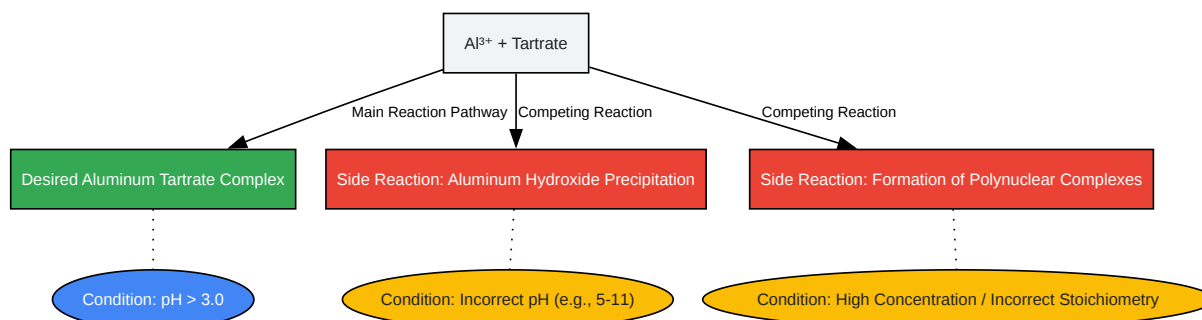 Al³⁺ + Tartrate
Main Reaction Pathway
Competing Reaction
Competing Reaction
Desired Aluminum Tartrate Complex
Side Reaction: Aluminum Hydroxide Precipitation
Side Reaction: Formation of Polynuclear Complexes
Condition: pH > 3.0
Condition: Incorrect pH (e.g., 5-11)
Condition: High Concentration / Incorrect Stoichiometry